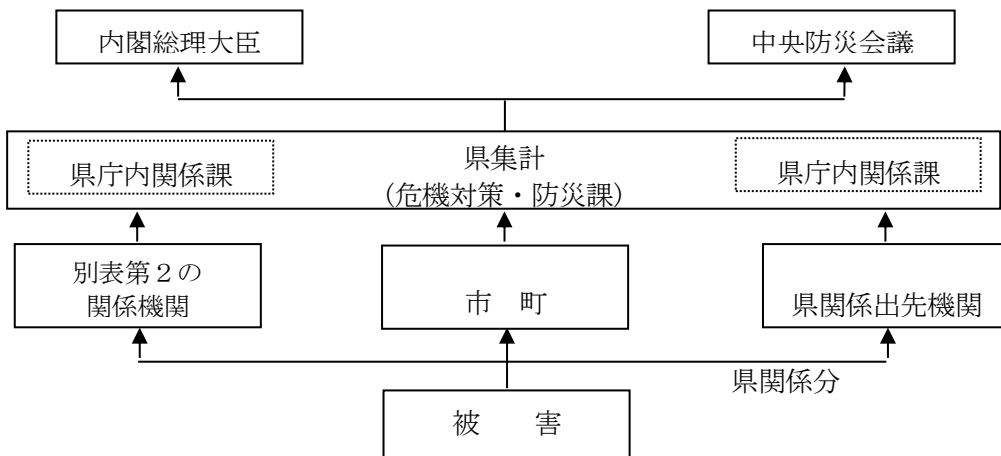 内閣総理大臣
中央防災会議
県庁内関係課
県集計
(危機対策・防災課)
県庁内関係課
別表第２の
関係機関
市　町
県関係出先機関
県関係分
被　　害